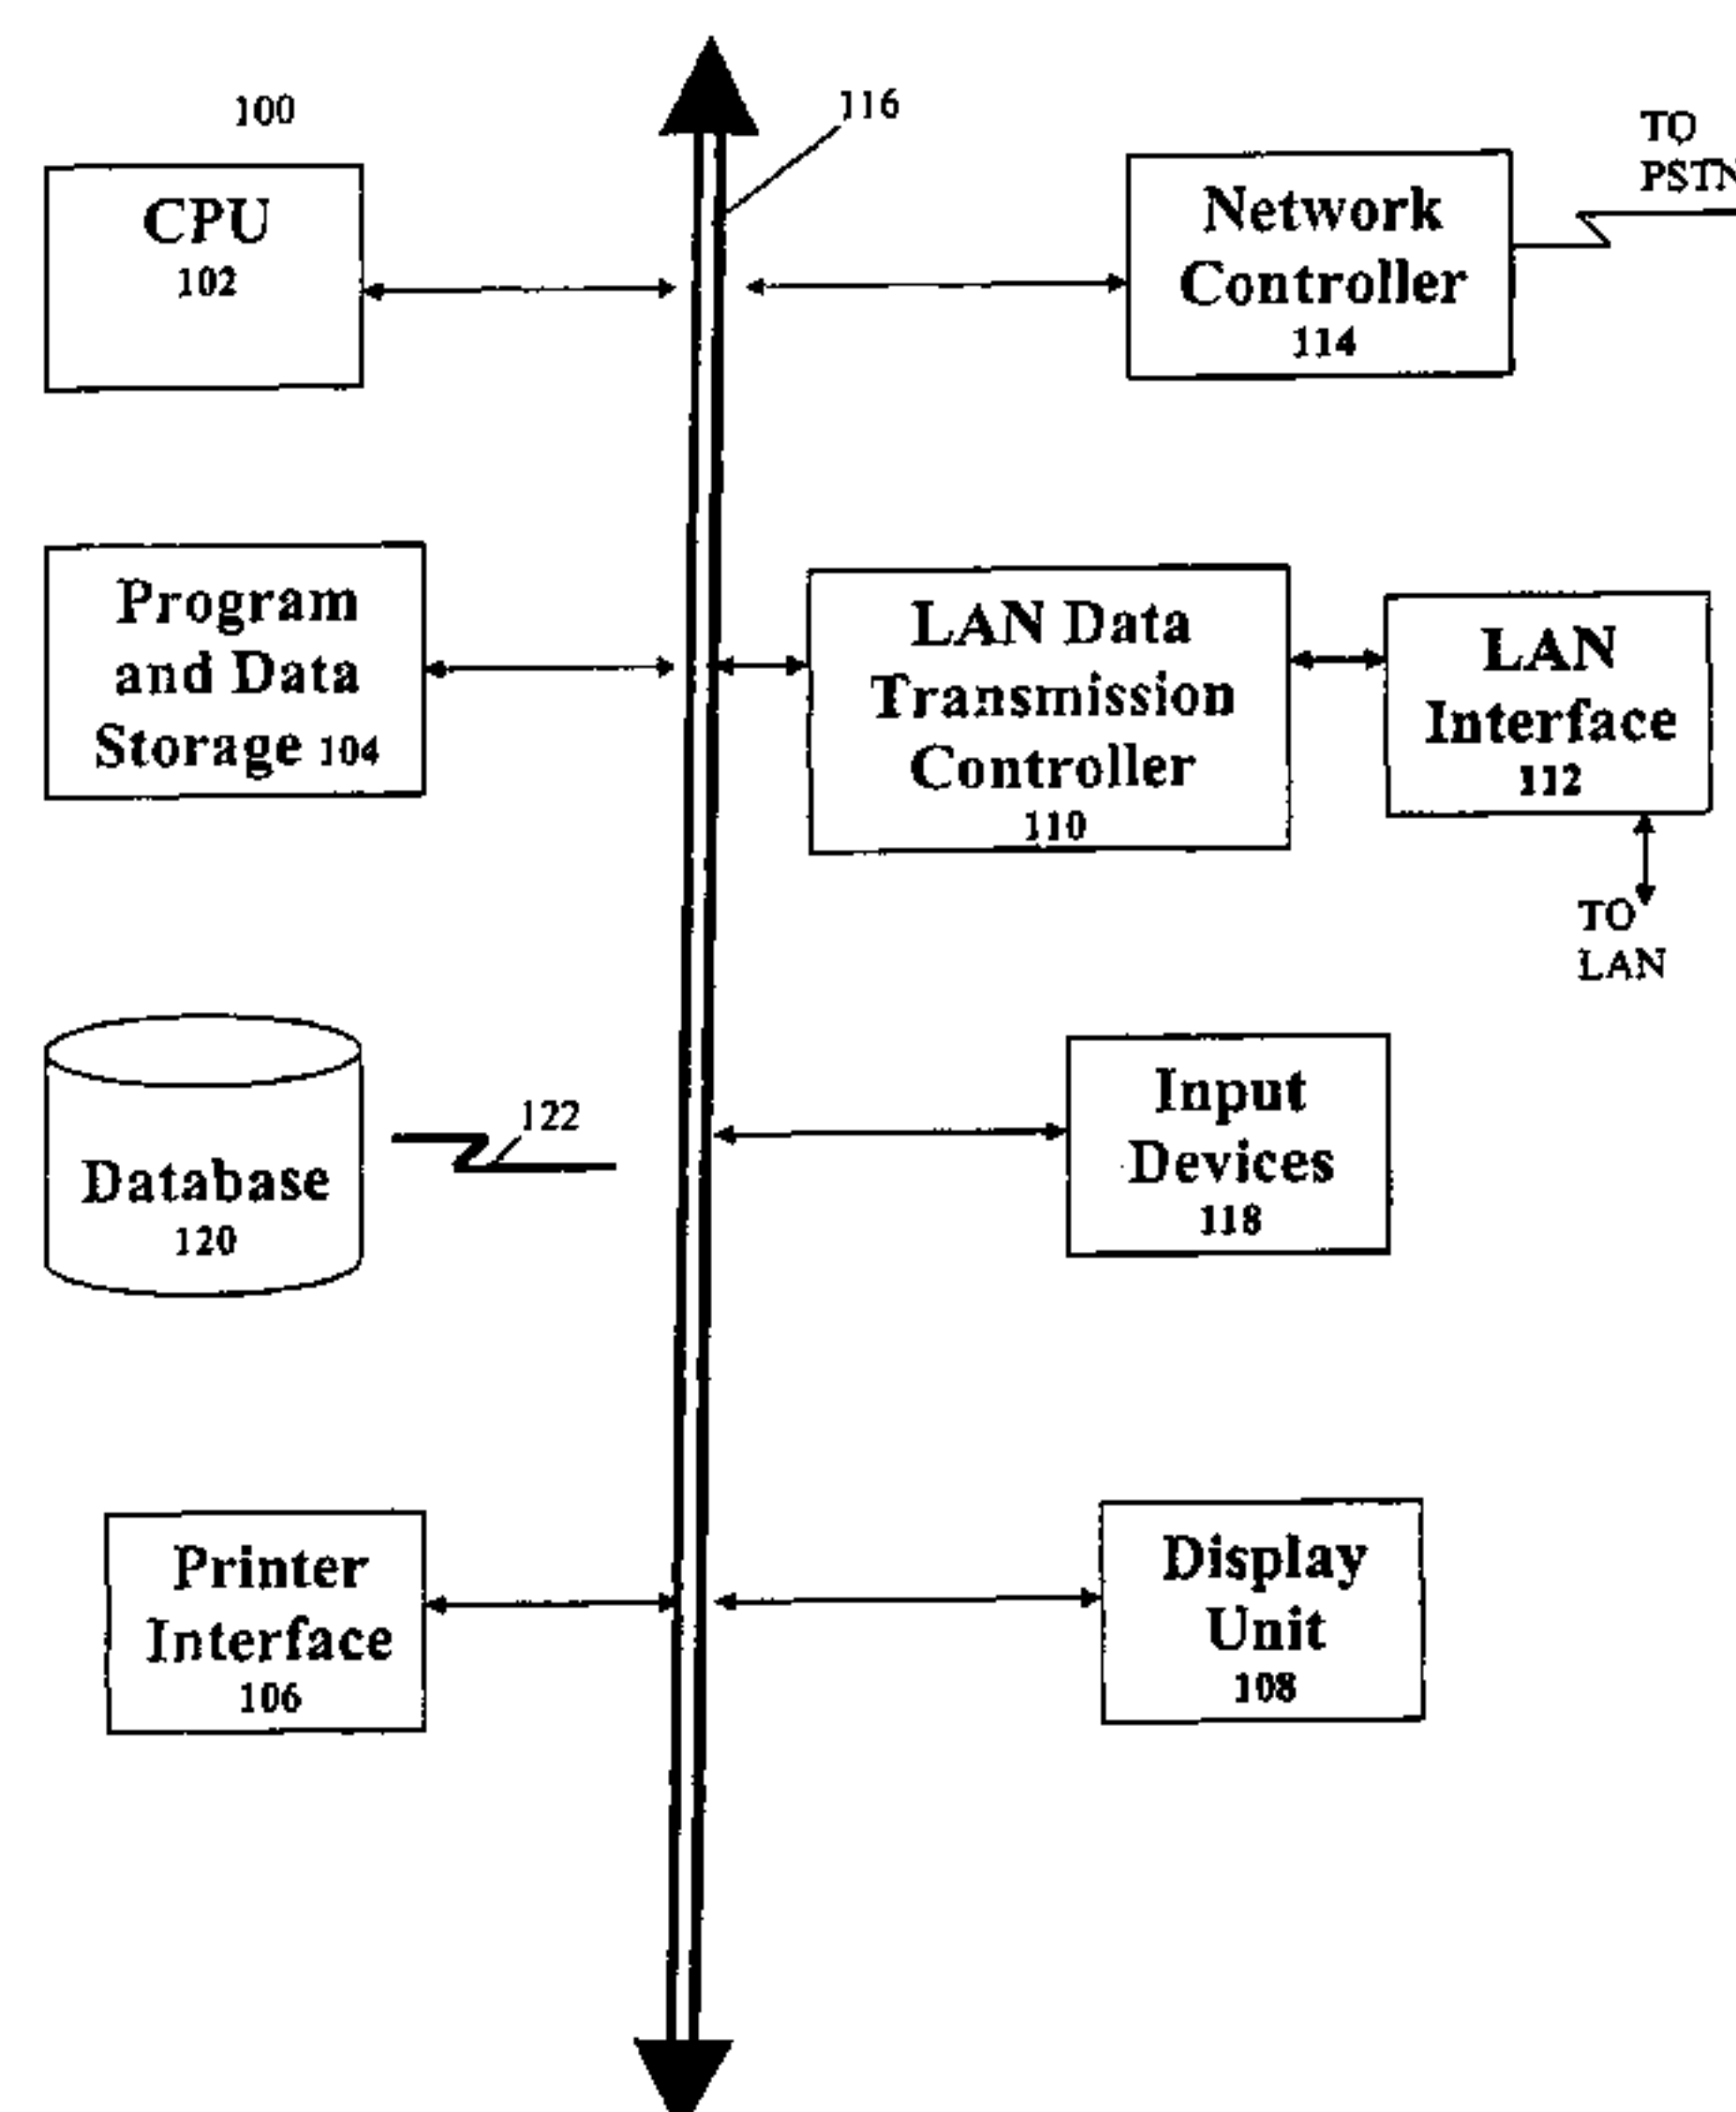 100
116
TO
PSTN
CPU
102
Network
Controller
114
Program
and Data
Storage 104
LAN Data
Transmission
Controller
110
LAN
Interface
112
TO
LAN
Database
120
122
Input
Devices
118
Printer
Interface
106
Display
Unit
108